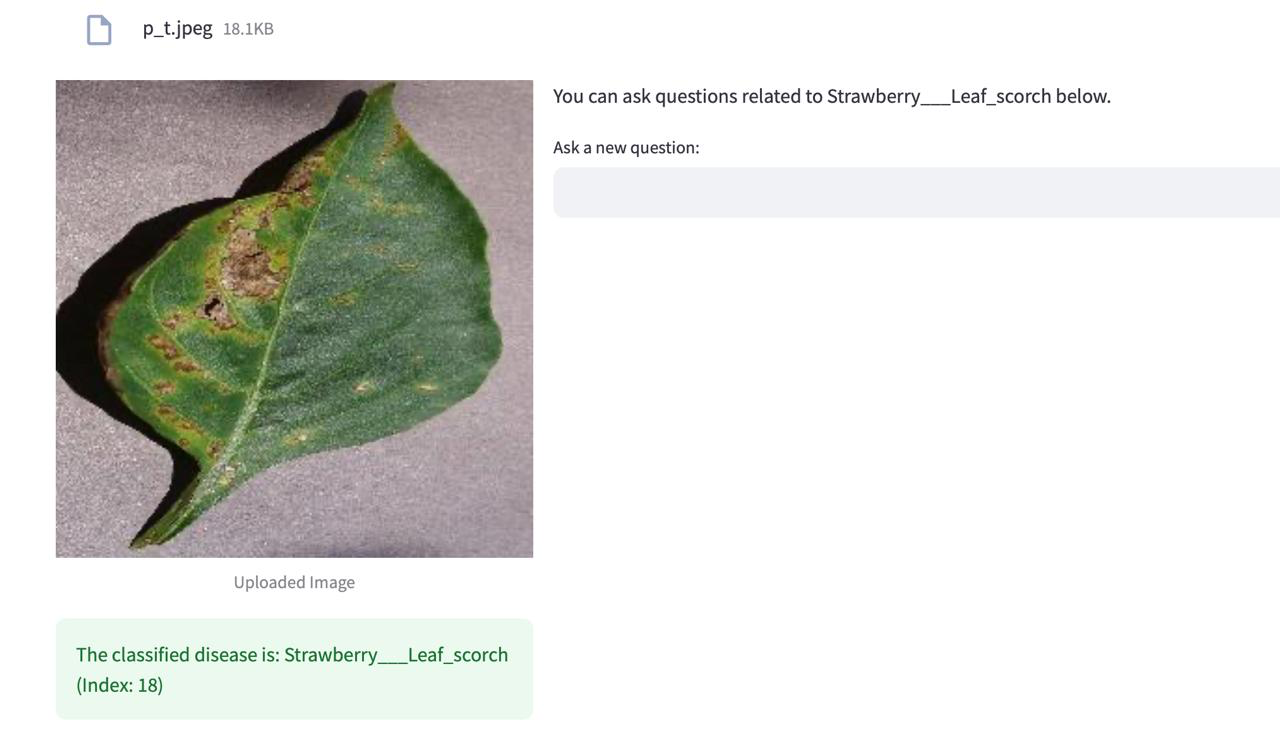 p_t.jpeg 18.1KB
You can ask questions related to Strawberry___Leaf_scorch below.
Ask a new question:
Uploaded Image
The classified disease is: Strawberry___Leaf_scorch
(Index: 18)